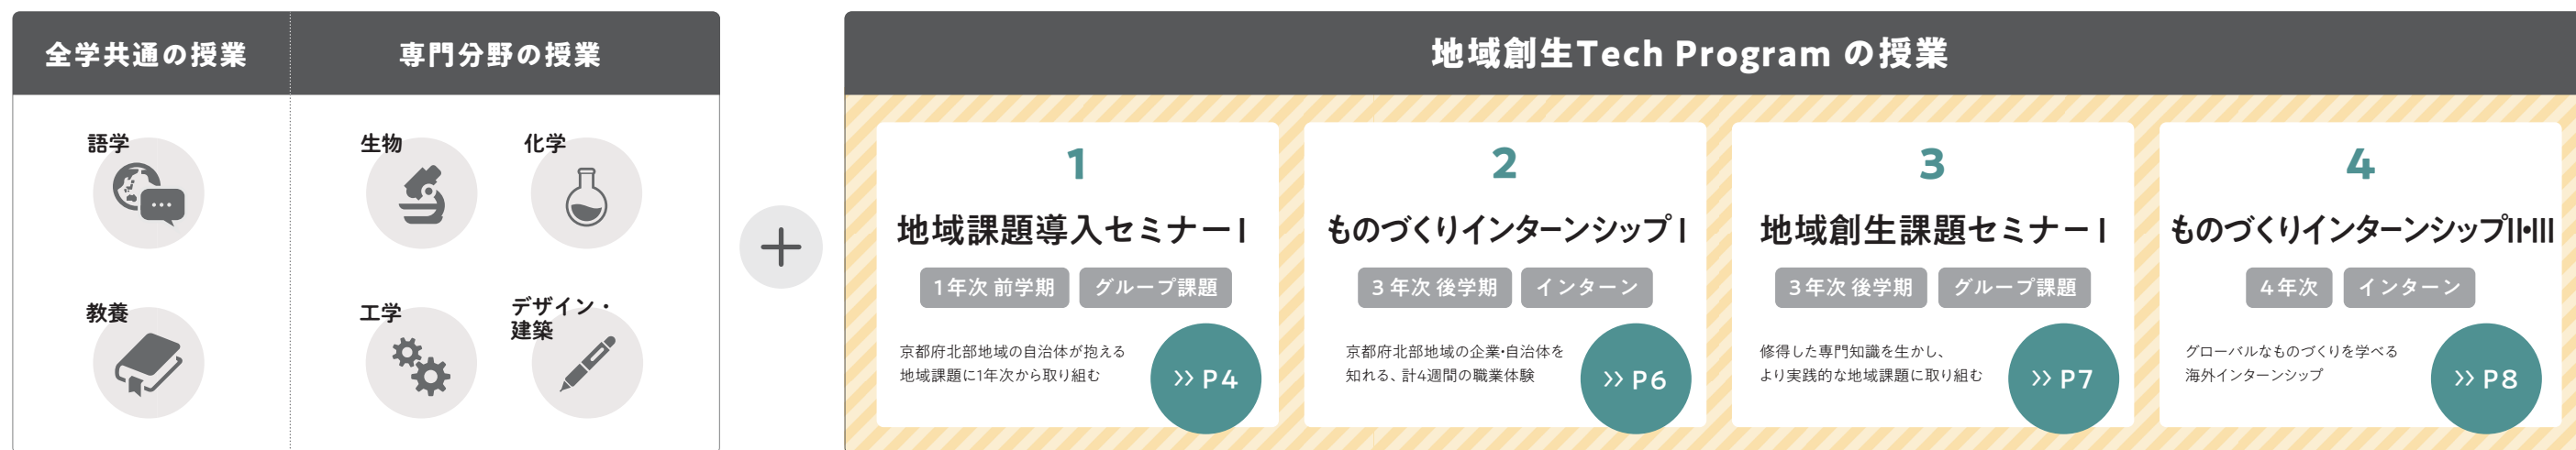 全学共通の授業
専門分野の授業
語学
生物
化学
教養
工学
デザイン・
建築
地域創生Tech Program の授業
1
地域課題導入セミナーI
1年次 前学期
グループ課題
京都府北部地域の自治体が抱える
地域課題に1年次から取り組む
>> P4
2
ものづくりインターンシップI
3年次 後学期
インターン
京都府北部地域の企業・自治体を
知れる、計4週間の職業体験
>> P6
3
地域創生課題セミナーI
3年次 後学期
グループ課題
修得した専門知識を生かし、
より実践的な地域課題に取り組む
>> P7
4
ものづくりインターンシップII・III
4年次
インターン
グローバルなものづくりを学べる
海外インターンシップ
>> P8